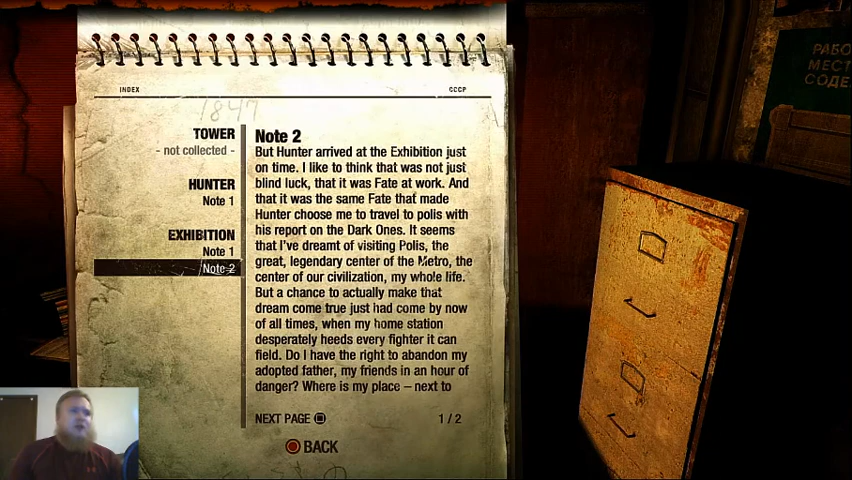 INDEX
СССР
1847
TOWER
- not collected -
HUNTER
Note 1
EXHIBITION
Note 1
Note 2
Note 2
But Hunter arrived at the Exhibition just
on time. I like to think that was not just
blind luck, that it was Fate at work. And
that it was the same Fate that made
Hunter choose me to travel to polis with
his report on the Dark Ones. It seems
that I've dreamt of visiting Polis, the
great, legendary center of the Metro, the
center of our civilization, my whole life.
But a chance to actually make that
dream come true just had come by now
of all times, when my home station
desperately needs every fighter it can
field. Do I have the right to abandon my
adopted father, my friends in an hour of
danger? Where is my place – next to
NEXT PAGE
1 / 2
BACK
РАБО
МЕСТ
СОДЕ